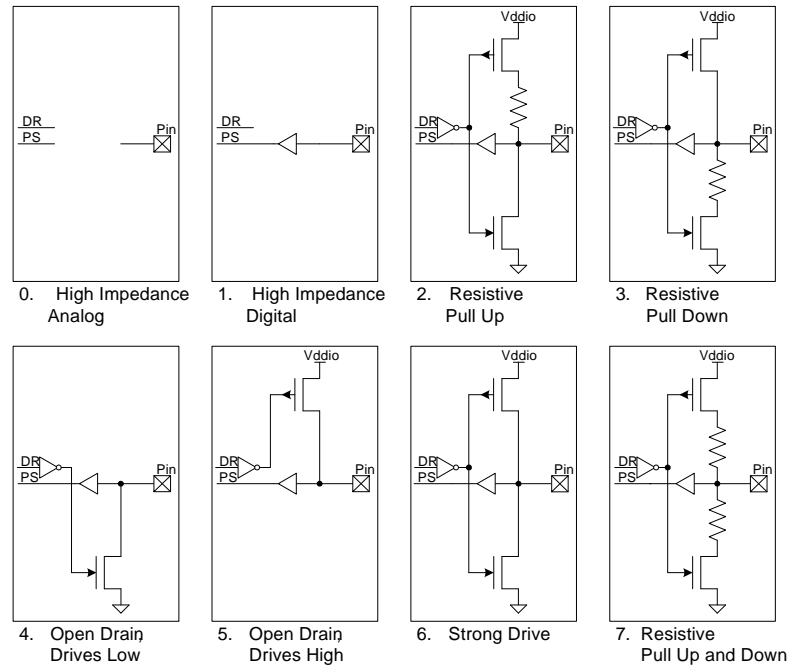 DR
PS
Pin
0. High Impedance
Analog
DR
PS
Pin
1. High Impedance
Digital
Vddio
DR
PS
Pin
2. Resistive
Pull Up
Vddio
DR
PS
Pin
3. Resistive
Pull Down
DR
PS
Pin
4. Open Drain,
Drives Low
Vddio
DR
PS
Pin
5. Open Drain,
Drives High
Vddio
DR
PS
Pin
6. Strong Drive
Vddio
DR
PS
Pin
7. Resistive
Pull Up and Down